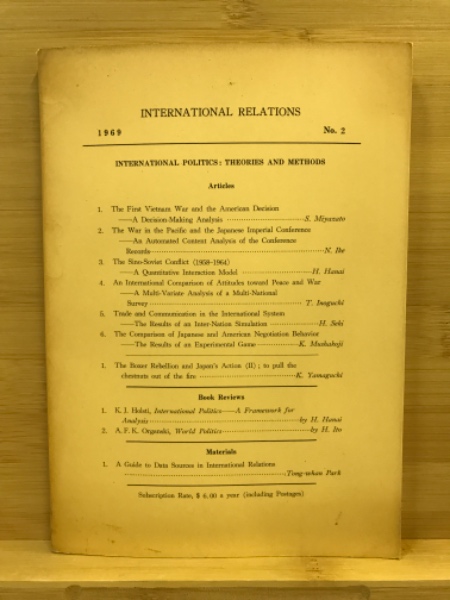 INTERNATIONAL RELATIONS
1969 No. 2
INTERNATIONAL POLITICS: THEORIES AND METHODS
Articles
1. The First Vietnam War and the American Decision
——A Decision-Making Analysis ·····S. Miyasato
2. The War in the Pacific and the Japanese Imperial Conference
——An Automated Content Analysis of the Conference
Records·····N. Ike
3. The Sino-Soviet Conflict (1950–1964)
——A Quantitative Interaction Model ·····H. Hanai
4. An International Comparison of Attitudes toward Peace and War
——A Multi-Variate Analysis of a Multi-National
Survey····· T. Inoguchi
5. Trade and Communication in the International System
——The Results of an Inter-Nation Simulation ·····H. Seki
6. The Comparison of Japanese and American Negotiation Behavior
——The Results of an Experimental Game·····K. Mushakoji
1. The Boxer Rebellion and Japan's Action (II); to pull the
chestnuts out of the fire ·····K. Yamaguchi
Book Reviews
1. K. J. Holsti, International Politics——A Framework for
Analysis·····by H. Hanai
2. A. F. K. Organski, World Politics·····by H. Ito
Materials
1. A Guide to Data Sources in International Relations
·····Tong-whan Park
Subscription Rate, $ 6.00 a year (including Postages)